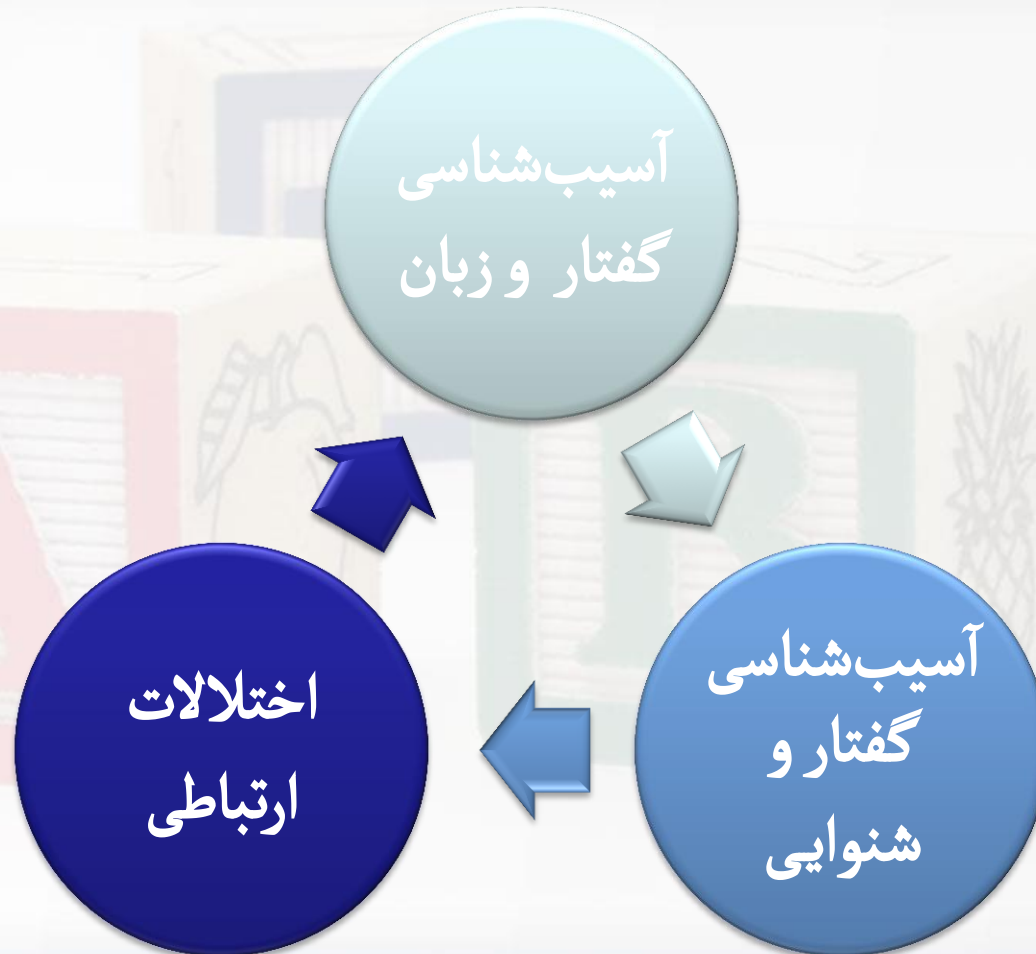 آسیب‌شناسی
گفتار و زبان
آسیب‌شناسی
گفتار و
شنوایی
اختلالات
ارتباطی